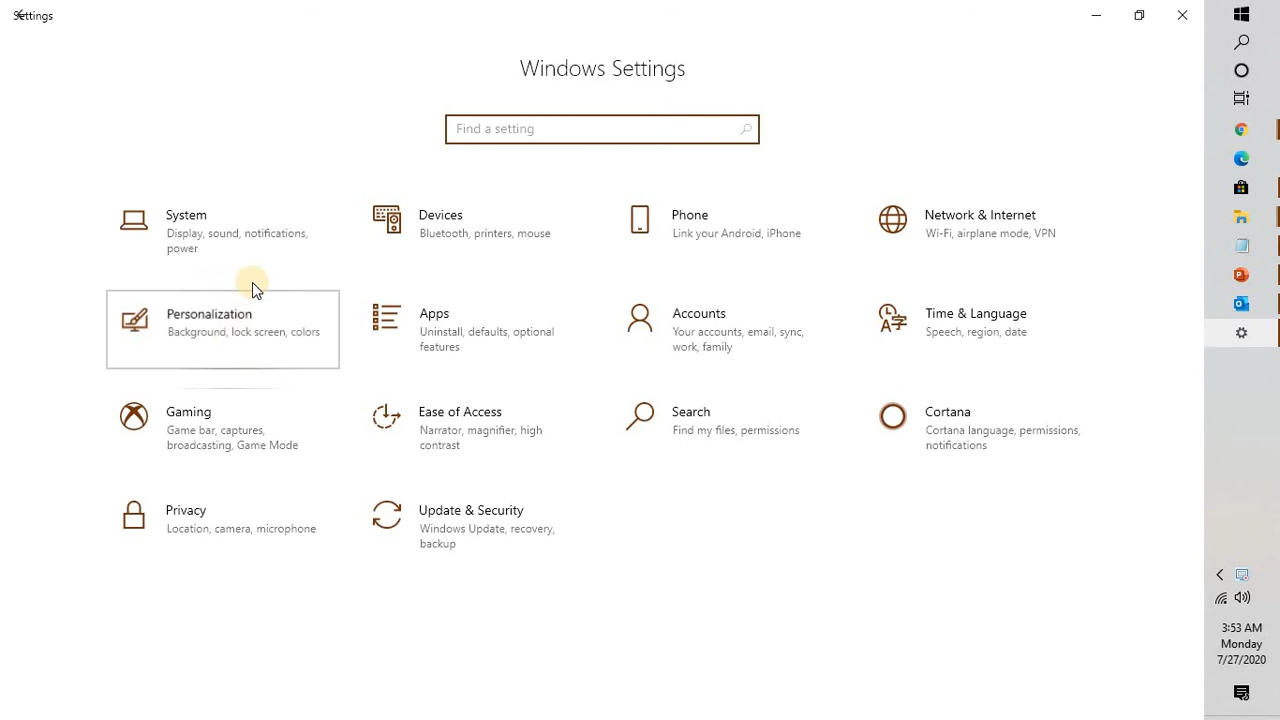 Settings
Windows Settings
Find a setting
System
Display, sound, notifications,
power
Devices
Bluetooth, printers, mouse
Phone
Link your Android, iPhone
Network & Internet
Wi-Fi, airplane mode, VPN
Personalization
Background, lock screen, colors
Apps
Uninstall, defaults, optional
features
Accounts
Your accounts, email, sync,
work, family
Time & Language
Speech, region, date
Gaming
Game bar, captures,
broadcasting, Game Mode
Ease of Access
Narrator, magnifier, high
contrast
Search
Find my files, permissions
Cortana
Cortana language, permissions,
notifications
Privacy
Location, camera, microphone
Update & Security
Windows Update, recovery,
backup
3:53 AM
Monday
7/27/2020